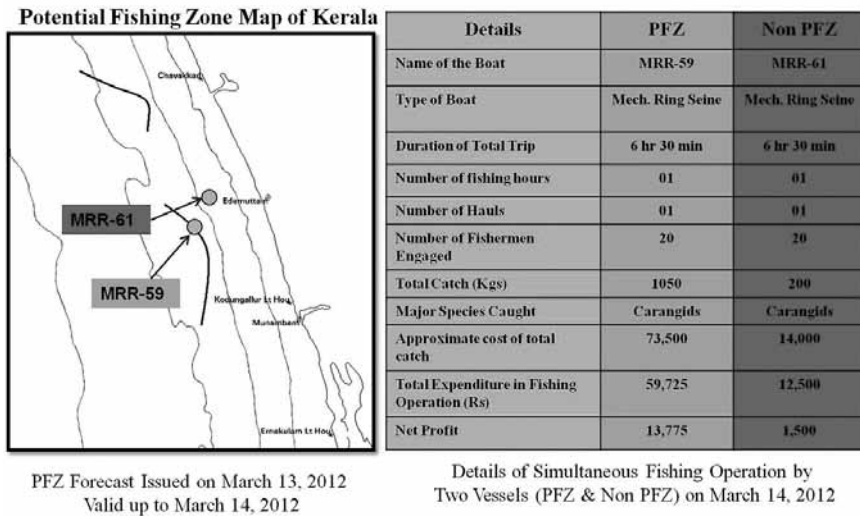 Potential Fishing Zone Map of Kerala
Chavakkad
Edamuttam
MRR-61
MRR-59
Kodungallur Lt Hou
Munambam
Ernakulam Lt Hou
PFZ Forecast Issued on March 13, 2012
Valid up to March 14, 2012
Details PFZ Non PFZ
Name of the Boat MRR-59 MRR-61
Type of Boat Mech. Ring Seine Mech. Ring Seine
Duration of Total Trip 6 hr 30 min 6 hr 30 min
Number of fishing hours 01 01
Number of Hauls 01 01
Number of Fishermen
Engaged 20 20
Total Catch (Kgs) 1050 200
Major Species Caught Carangids Carangids
Approximate cost of total
catch 73,500 14,000
Total Expenditure in Fishing
Operation (Rs) 59,725 12,500
Net Profit 13,775 1,500
Details of Simultaneous Fishing Operation by
Two Vessels (PFZ & Non PFZ) on March 14, 2012